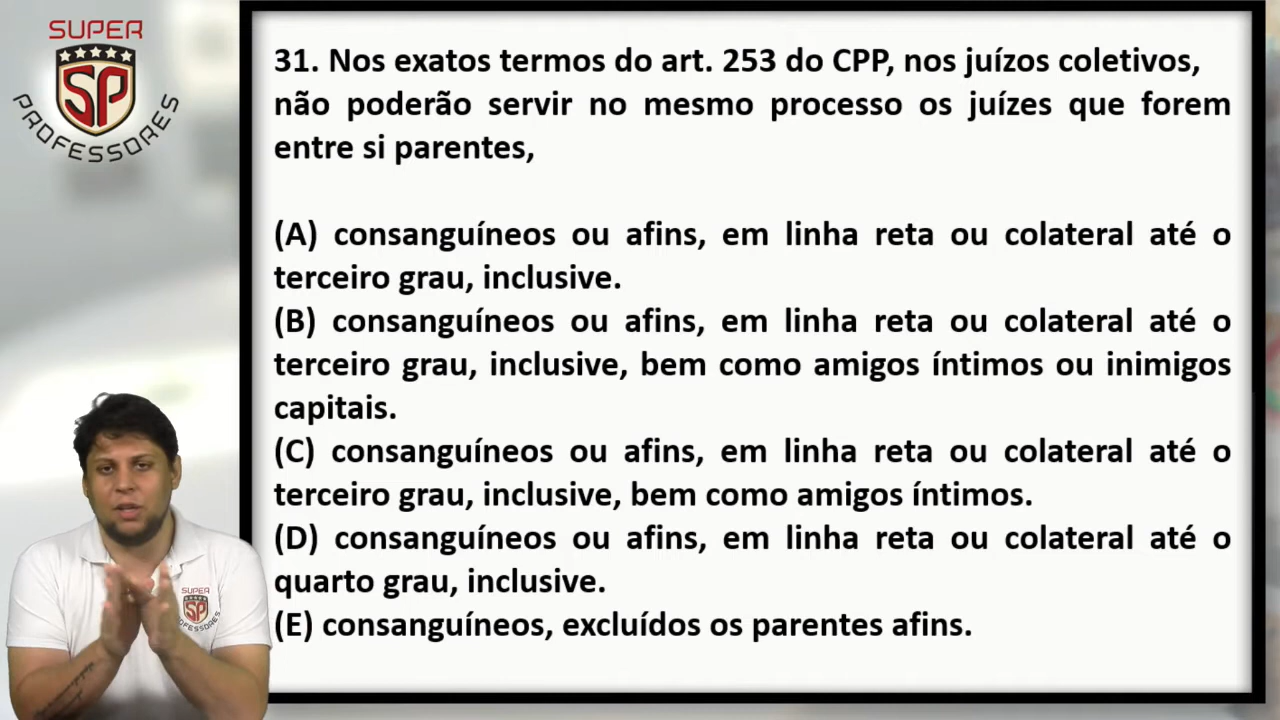 SUPER
SP
PROFESSORES
31. Nos exatos termos do art. 253 do CPP, nos juízos coletivos,
não poderão servir no mesmo processo os juízes que forem
entre si parentes,
(A) consanguíneos ou afins, em linha reta ou colateral até o
terceiro grau, inclusive.
(B) consanguíneos ou afins, em linha reta ou colateral até o
terceiro grau, inclusive, bem como amigos íntimos ou inimigos
capitais.
(C) consanguíneos ou afins, em linha reta ou colateral até o
terceiro grau, inclusive, bem como amigos íntimos.
(D) consanguíneos ou afins, em linha reta ou colateral até o
quarto grau, inclusive.
(E) consanguíneos, excluídos os parentes afins.
SUPER
SP